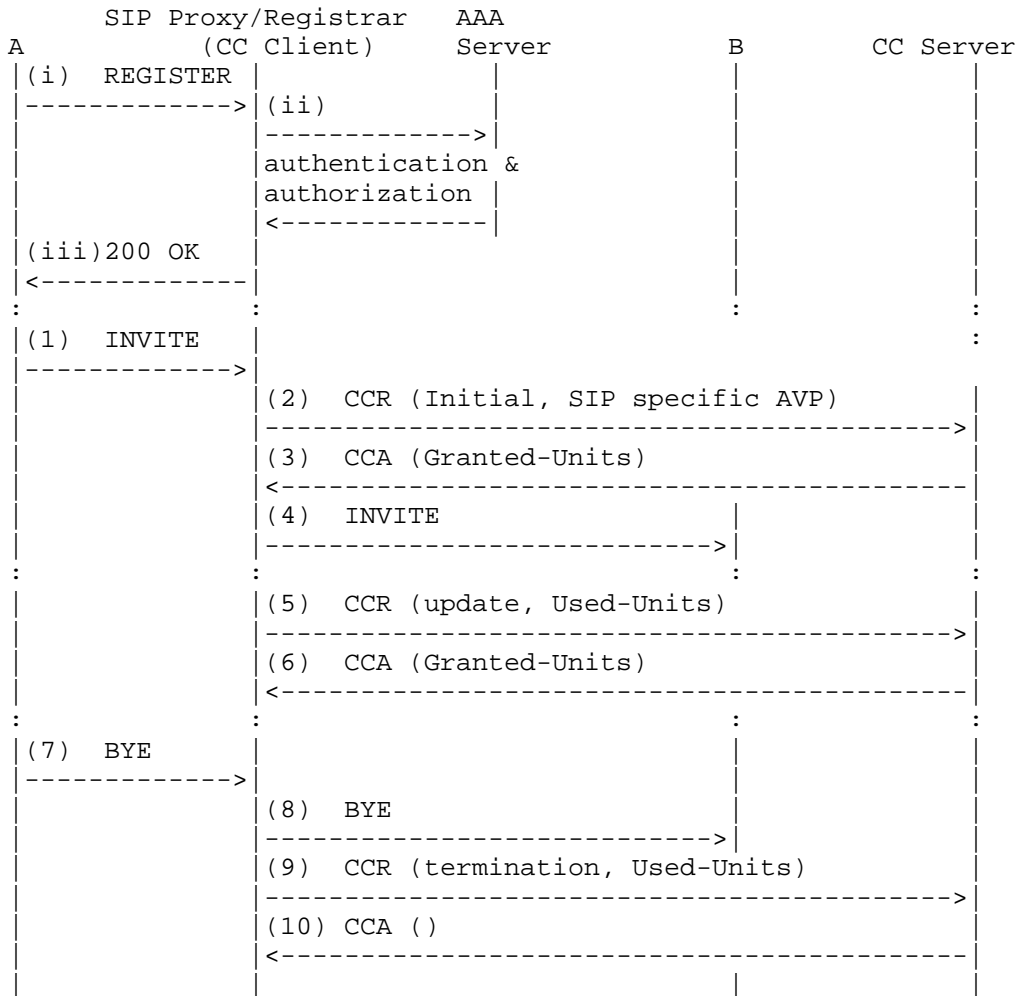 SIP Proxy/Registrar AAA
A (CC Client) Server B CC Server
(i) REGISTER
(ii)
authentication &
authorization
(iii)200 OK
(1) INVITE
(2) CCR (Initial, SIP specific AVP)
(3) CCA (Granted-Units)
(4) INVITE
(5) CCR (update, Used-Units)
(6) CCA (Granted-Units)
(7) BYE
(8) BYE
(9) CCR (termination, Used-Units)
(10) CCA ()